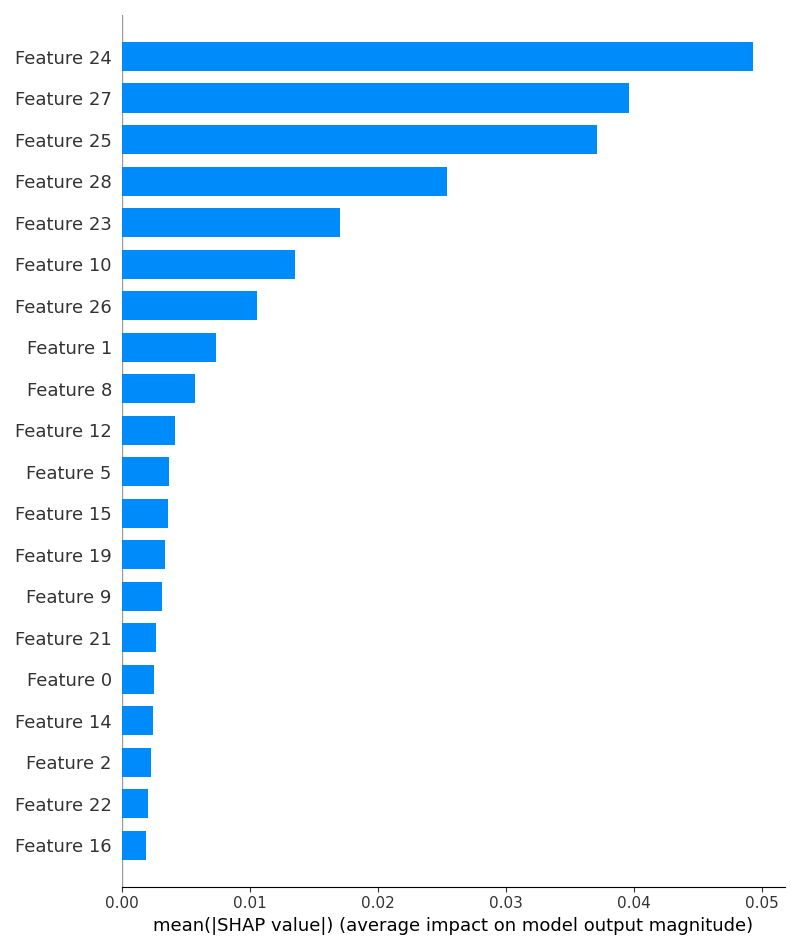 Feature 24
Feature 27
Feature 25
Feature 28
Feature 23
Feature 10
Feature 26
Feature 1
Feature 8
Feature 12
Feature 5
Feature 15
Feature 19
Feature 9
Feature 21
Feature 0
Feature 14
Feature 2
Feature 22
Feature 16
0.00 0.01 0.02 0.03 0.04 0.05
mean(|SHAP value|) (average impact on model output magnitude)